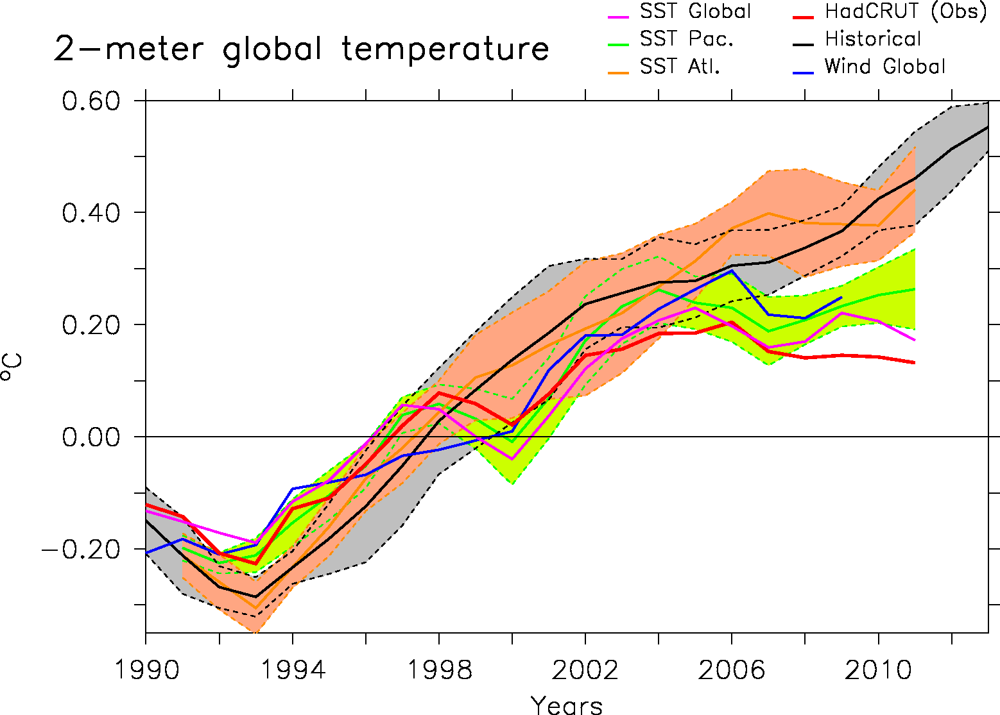 SST Global HadCRUT (Obs)
SST Pac. Historical
SST Atl. Wind Global
2-meter global temperature
0.60
0.40
0.20
0.00
-0.20
°C
1990 1994 1998 2002 2006 2010
Years